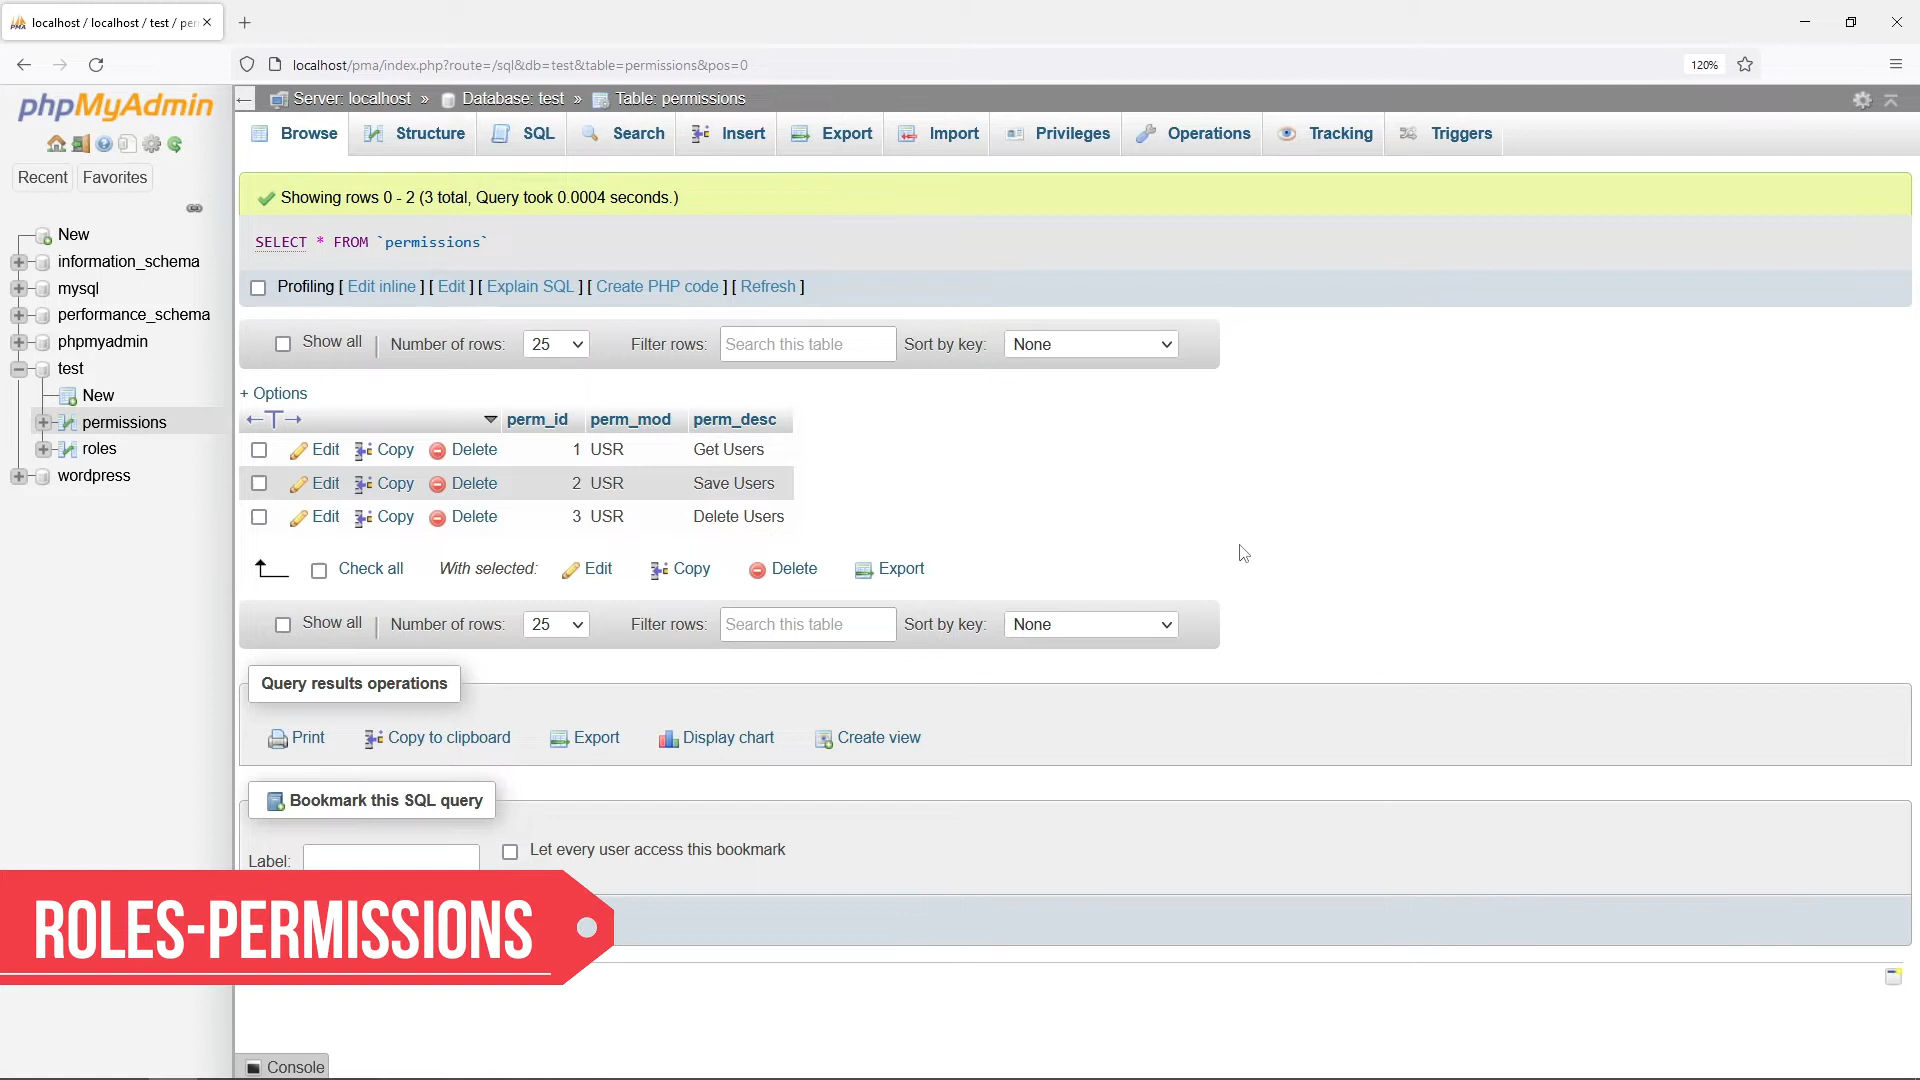 localhost / localhost / test / per
localhost/pma/index.php?route=/sql&db=test&table=permissions&pos=0
120%
phpMyAdmin
Recent
Favorites
New
information_schema
mysql
performance_schema
phpmyadmin
test
New
permissions
roles
wordpress
Server: localhost » Database: test » Table: permissions
Browse Structure SQL Search Insert Export Import Privileges Operations Tracking Triggers
Showing rows 0 - 2 (3 total, Query took 0.0004 seconds.)
SELECT * FROM `permissions`
Profiling [ Edit inline ] [ Edit ] [ Explain SQL ] [ Create PHP code ] [ Refresh ]
Show all | Number of rows: 25 Filter rows: Search this table Sort by key: None
+ Options
←T→ perm_id perm_mod perm_desc
Edit Copy Delete 1 USR Get Users
Edit Copy Delete 2 USR Save Users
Edit Copy Delete 3 USR Delete Users
Check all With selected: Edit Copy Delete Export
Show all | Number of rows: 25 Filter rows: Search this table Sort by key: None
Query results operations
Print Copy to clipboard Export Display chart Create view
Bookmark this SQL query
Label: Let every user access this bookmark
ROLES-PERMISSIONS
Console